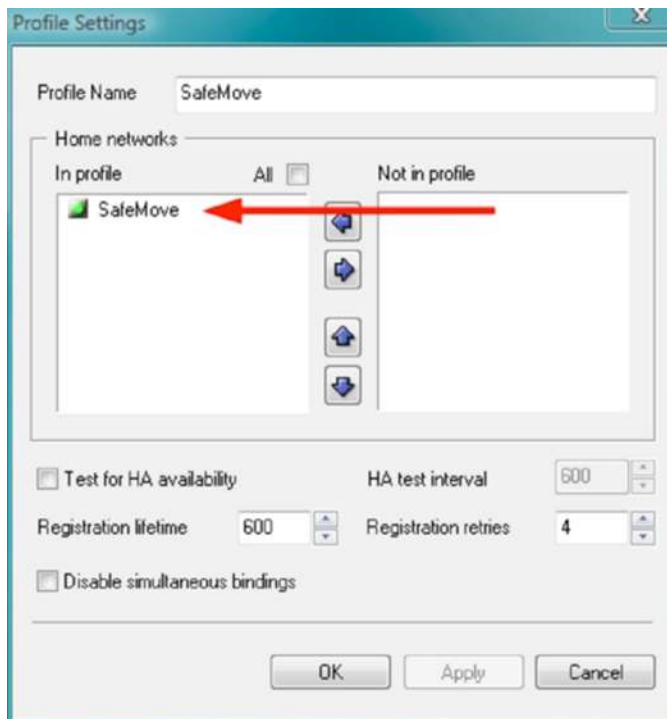 Profile Settings
Profile Name SafeMove
Home networks
In profile All Not in profile
SafeMove
Test for HA availability HA test interval 600
Registration lifetime 600 Registration retries 4
Disable simultaneous bindings
OK Apply Cancel